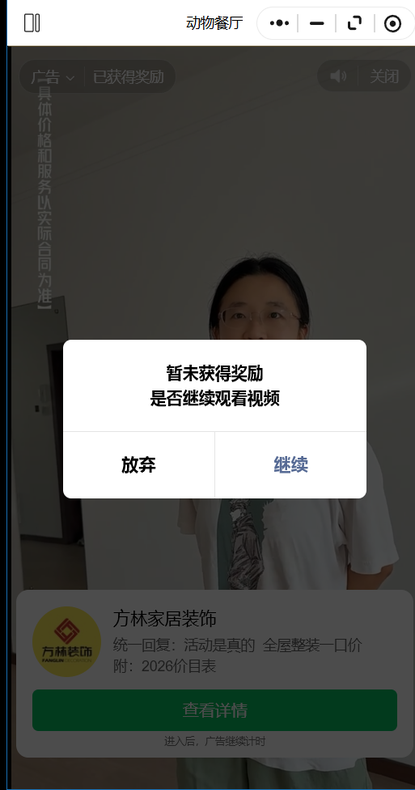 动物餐厅
广告
已获得奖励
关闭
【具体价格和服务以实际合同为准】
暂未获得奖励
是否继续观看视频
放弃
继续
方林装饰
方林家居装饰
统一回复：活动是真的 全屋整装一口价
附：2026价目表
查看详情
进入后，广告继续计时